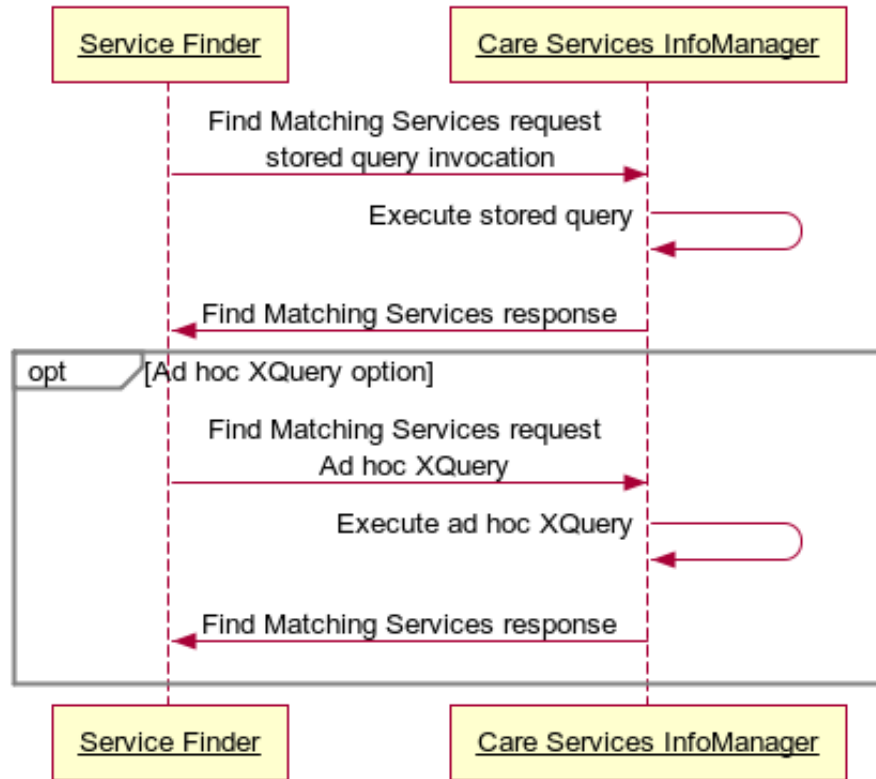 Service Finder
Care Services InfoManager
Find Matching Services request
stored query invocation
Execute stored query
Find Matching Services response
opt
[Ad hoc XQuery option]
Find Matching Services request
Ad hoc XQuery
Execute ad hoc XQuery
Find Matching Services response
Service Finder
Care Services InfoManager